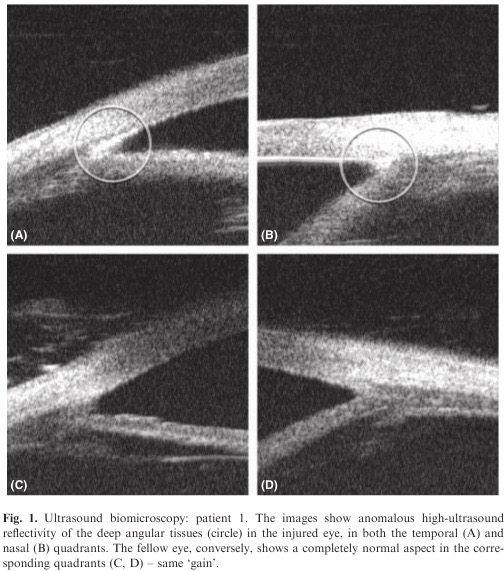 (A)
(B)
(C)
(D)
Fig. 1. Ultrasound biomicroscopy: patient 1. The images show anomalous high-ultrasound
reflectivity of the deep angular tissues (circle) in the injured eye, in both the temporal (A) and
nasal (B) quadrants. The fellow eye, conversely, shows a completely normal aspect in the corre-
sponding quadrants (C, D) – same ‘gain’.